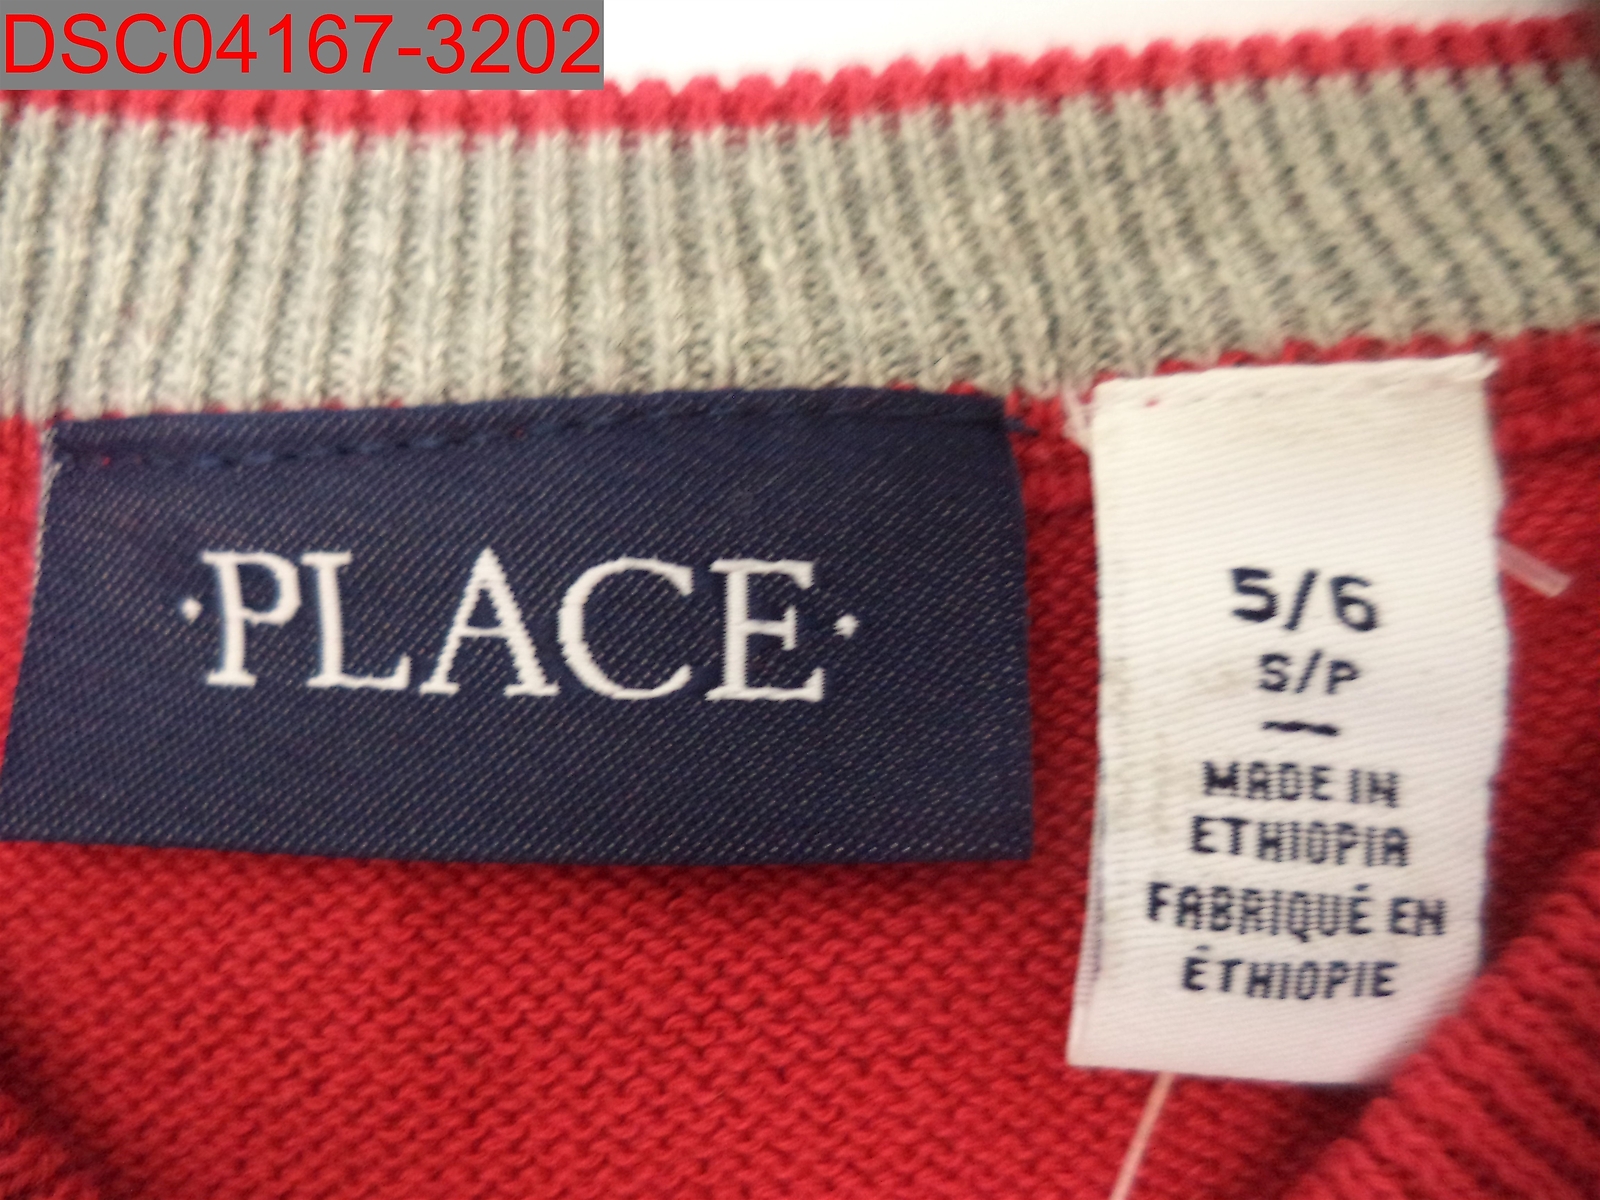 DSC04167-3202
·PLACE·
5/6
S/P
MADE IN
ETHIOPIA
FABRIQUÉ EN
ÉTHIOPIE